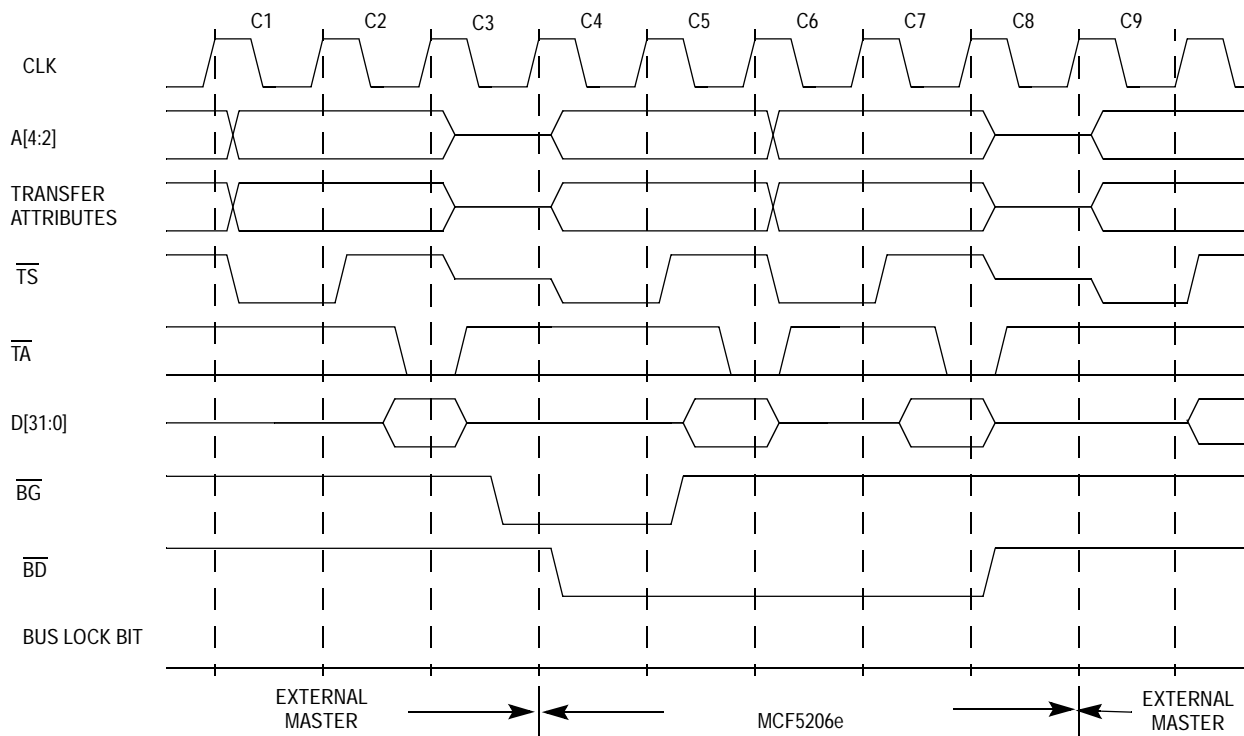 C1 C2 C3 C4 C5 C6 C7 C8 C9
CLK
A[4:2]
TRANSFER
ATTRIBUTES
TS
TA
D[31:0]
BG
BD
BUS LOCK BIT
EXTERNAL
MASTER
MCF5206e
EXTERNAL
MASTER